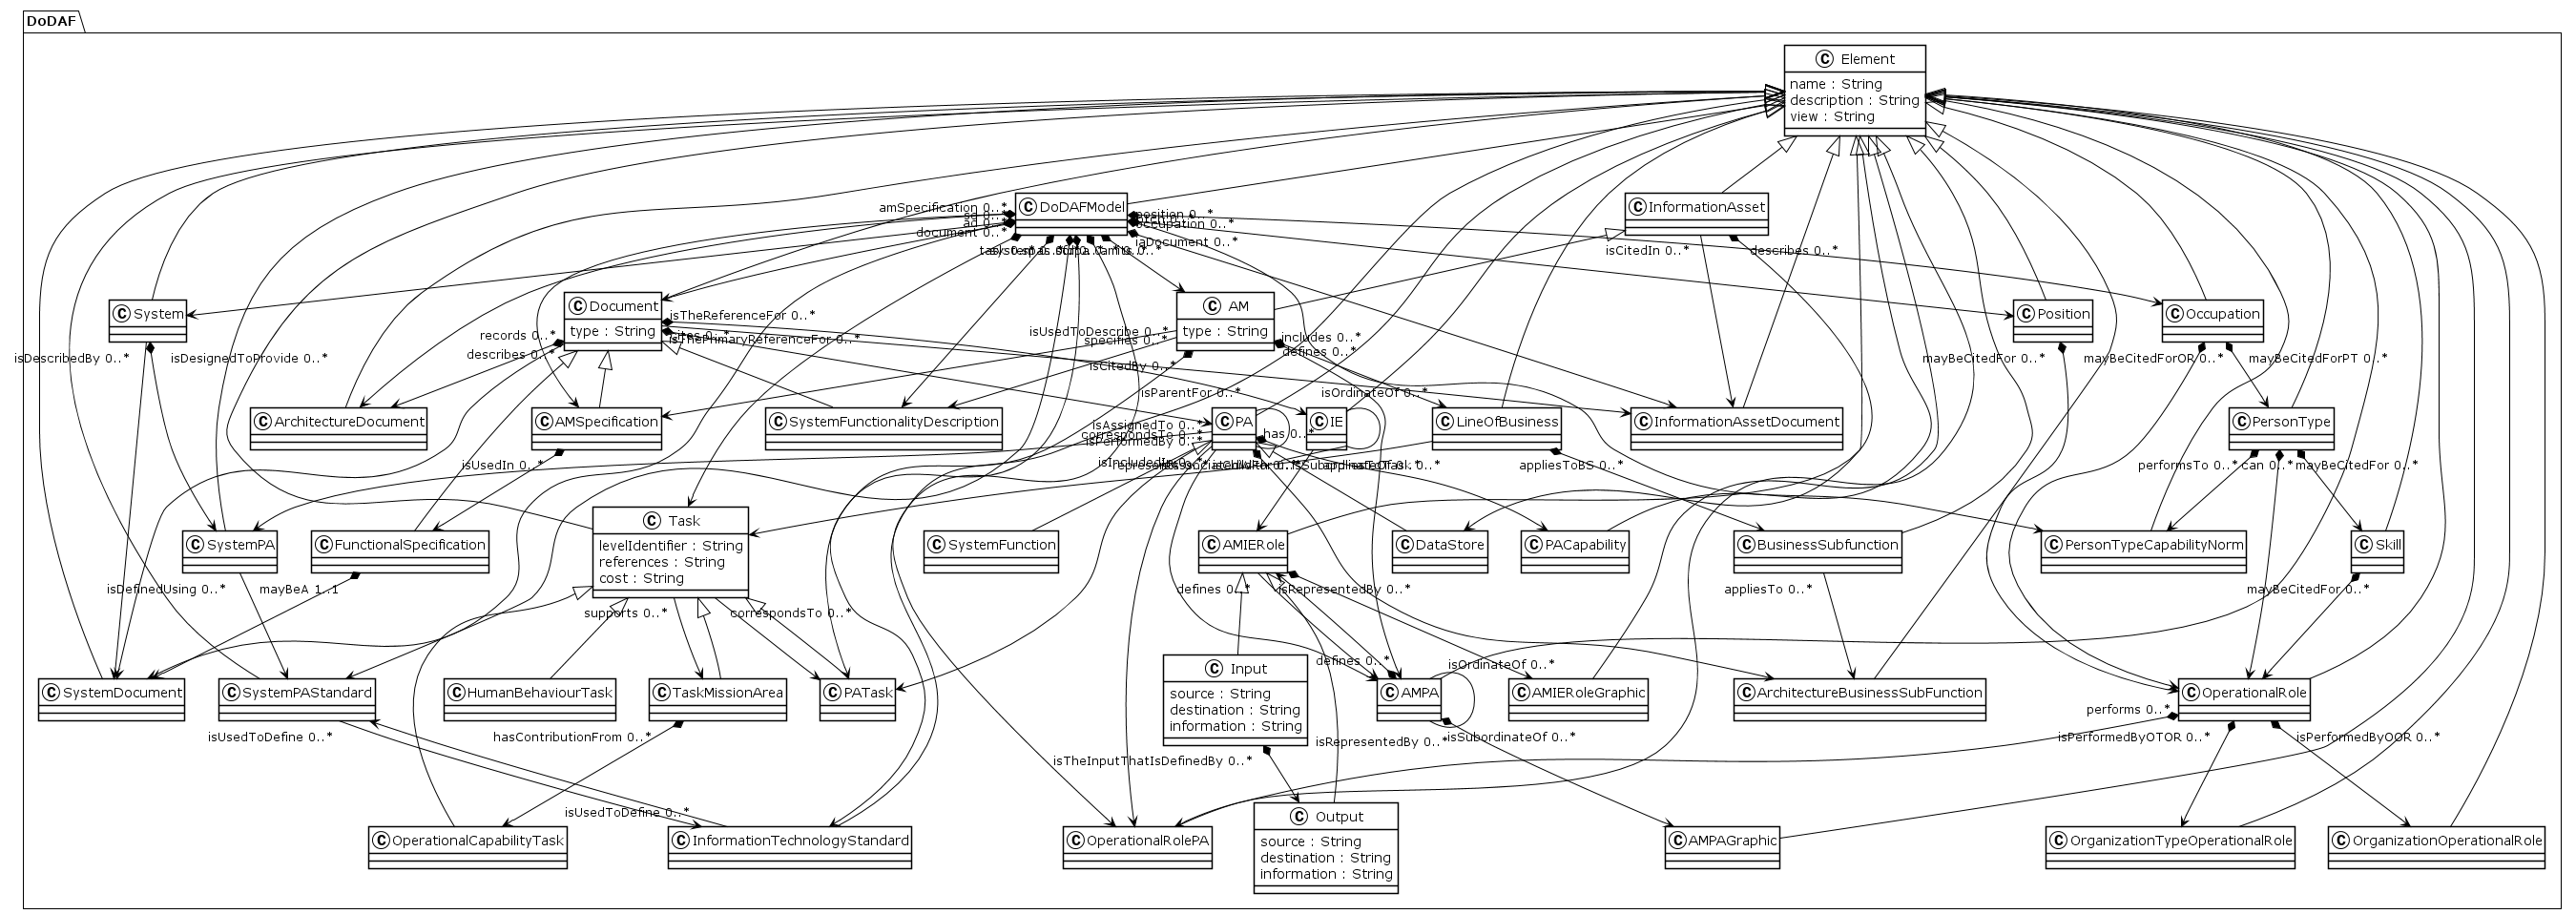 DoDAF
C Element
name : String
description : String
view : String
C DoDAFModel
C InformationAsset
amSpecification 0..*
document 0..*
position 0..*
occupation 0..*
iaDocument 0..*
isCitedIn 0..*
describes 0..*
C System
C Document
type : String
C AM
type : String
C Position
C Occupation
isTheReferenceFor 0..*
isThePrimaryReferenceFor 0..*
records 0..*
describes 0..*
isUsedToDescribe 0..*
specifies 0..*
includes 0..*
defines 0..*
isDescribedBy 0..*
isDesignedToProvide 0..*
isCitedBy 0..*
mayBeCitedFor 0..*
mayBeCitedForOR 0..*
mayBeCitedForPT 0..*
isParentFor 0..*
isOrdinateOf 0..*
C ArchitectureDocument
C AMSpecification
C SystemFunctionalityDescription
C PA
C IE
C LineOfBusiness
C InformationAssetDocument
C PersonType
isAssignedTo 0..*
correspondsTo 0..*
isPerformedBy 0..*
has 0..*
isUsedIn 0..*
isIncludedIn 0..*
appliesToBS 0..*
performsTo 0..*
can 0..*
mayBeCitedFor 0..*
C SystemPA
C FunctionalSpecification
C Task
levelIdentifier : String
references : String
cost : String
C SystemFunction
C AMIERole
C DataStore
C PACapability
C BusinessSubfunction
C PersonTypeCapabilityNorm
C Skill
isDefinedUsing 0..*
mayBeA 1..1
supports 0..*
correspondsTo 0..*
defines 0..*
isRepresentedBy 0..*
appliesTo 0..*
mayBeCitedFor 0..*
C SystemDocument
C SystemPAStandard
C HumanBehaviourTask
C TaskMissionArea
C PATask
C Input
source : String
destination : String
information : String
defines 0..*
isOrdinateOf 0..*
C AMPA
C AMIERoleGraphic
C ArchitectureBusinessSubFunction
C OperationalRole
isUsedToDefine 0..*
hasContributionFrom 0..*
isRepresentedBy 0..*
isSubordinateOf 0..*
performs 0..*
isPerformedByOTOR 0..*
isPerformedByOOR 0..*
isTheInputThatIsDefinedBy 0..*
isUsedToDefine 0..*
C OperationalCapabilityTask
C InformationTechnologyStandard
C OperationalRolePA
C Output
source : String
destination : String
information : String
C AMPAGraphic
C OrganizationTypeOperationalRole
C OrganizationOperationalRole